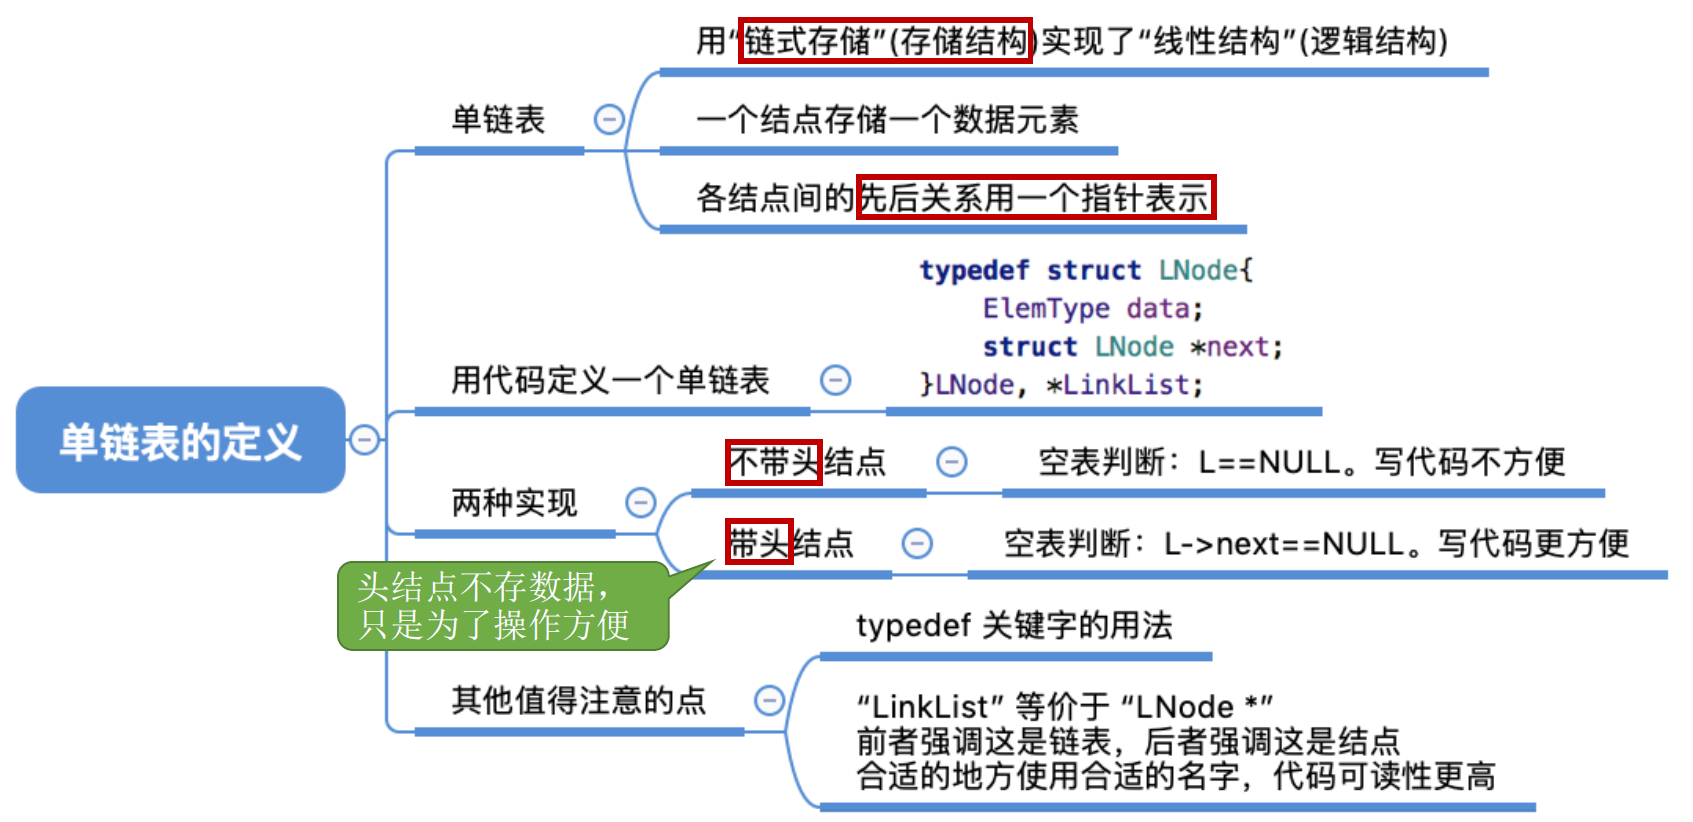 用“链式存储”(存储结构)实现了“线性结构”(逻辑结构)
单链表
一个结点存储一个数据元素
各结点间的先后关系用一个指针表示
typedef struct LNode{
ElemType data;
struct LNode *next;
}LNode, *LinkList;
用代码定义一个单链表
单链表的定义
不带头结点
空表判断：L==NULL。写代码不方便
两种实现
带头结点
空表判断：L->next==NULL。写代码更方便
头结点不存数据，
只是为了操作方便
typedef 关键字的用法
其他值得注意的点
“LinkList” 等价于 “LNode *”
前者强调这是链表，后者强调这是结点
合适的地方使用合适的名字，代码可读性更高